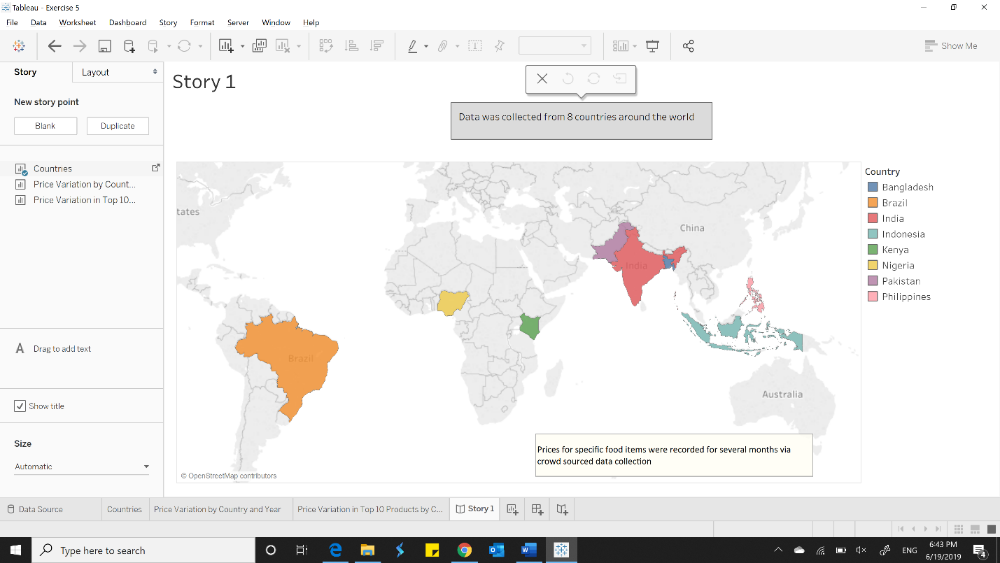 Tableau - Exercise 5
File Data Worksheet Dashboard Story Format Server Window Help
Show Me
Story Layout
New story point
Blank Duplicate
Countries
Price Variation by Count...
Price Variation in Top 10...
A Drag to add text
Show title
Size
Automatic
Story 1
Data was collected from 8 countries around the world
tates
China
India
Brazil
Australia
Prices for specific food items were recorded for several months via
crowd sourced data collection
© OpenStreetMap contributors
Country
Bangladesh
Brazil
India
Indonesia
Kenya
Nigeria
Pakistan
Philippines
Data Source Countries Price Variation by Country and Year Price Variation in Top 10 Products by C... Story 1
Type here to search
ENG
6:43 PM
6/19/2019
4